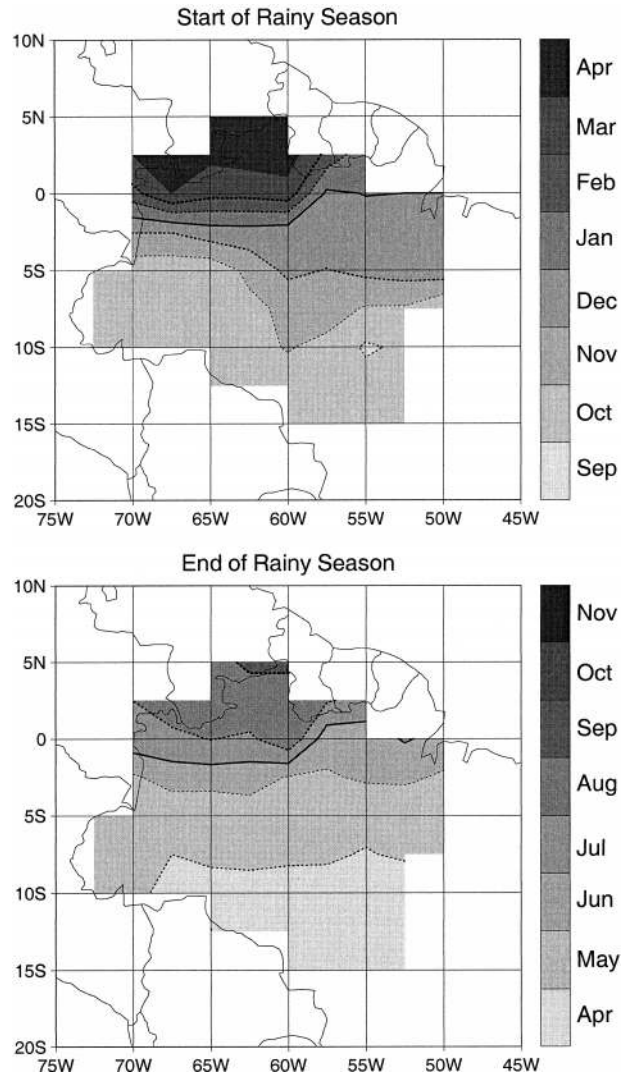 Start of Rainy Season
10N
5N
0
5S
10S
15S
20S
75W 70W 65W 60W 55W 50W 45W
Apr
Mar
Feb
Jan
Dec
Nov
Oct
Sep
End of Rainy Season
10N
5N
0
5S
10S
15S
20S
75W 70W 65W 60W 55W 50W 45W
Nov
Oct
Sep
Aug
Jul
Jun
May
Apr